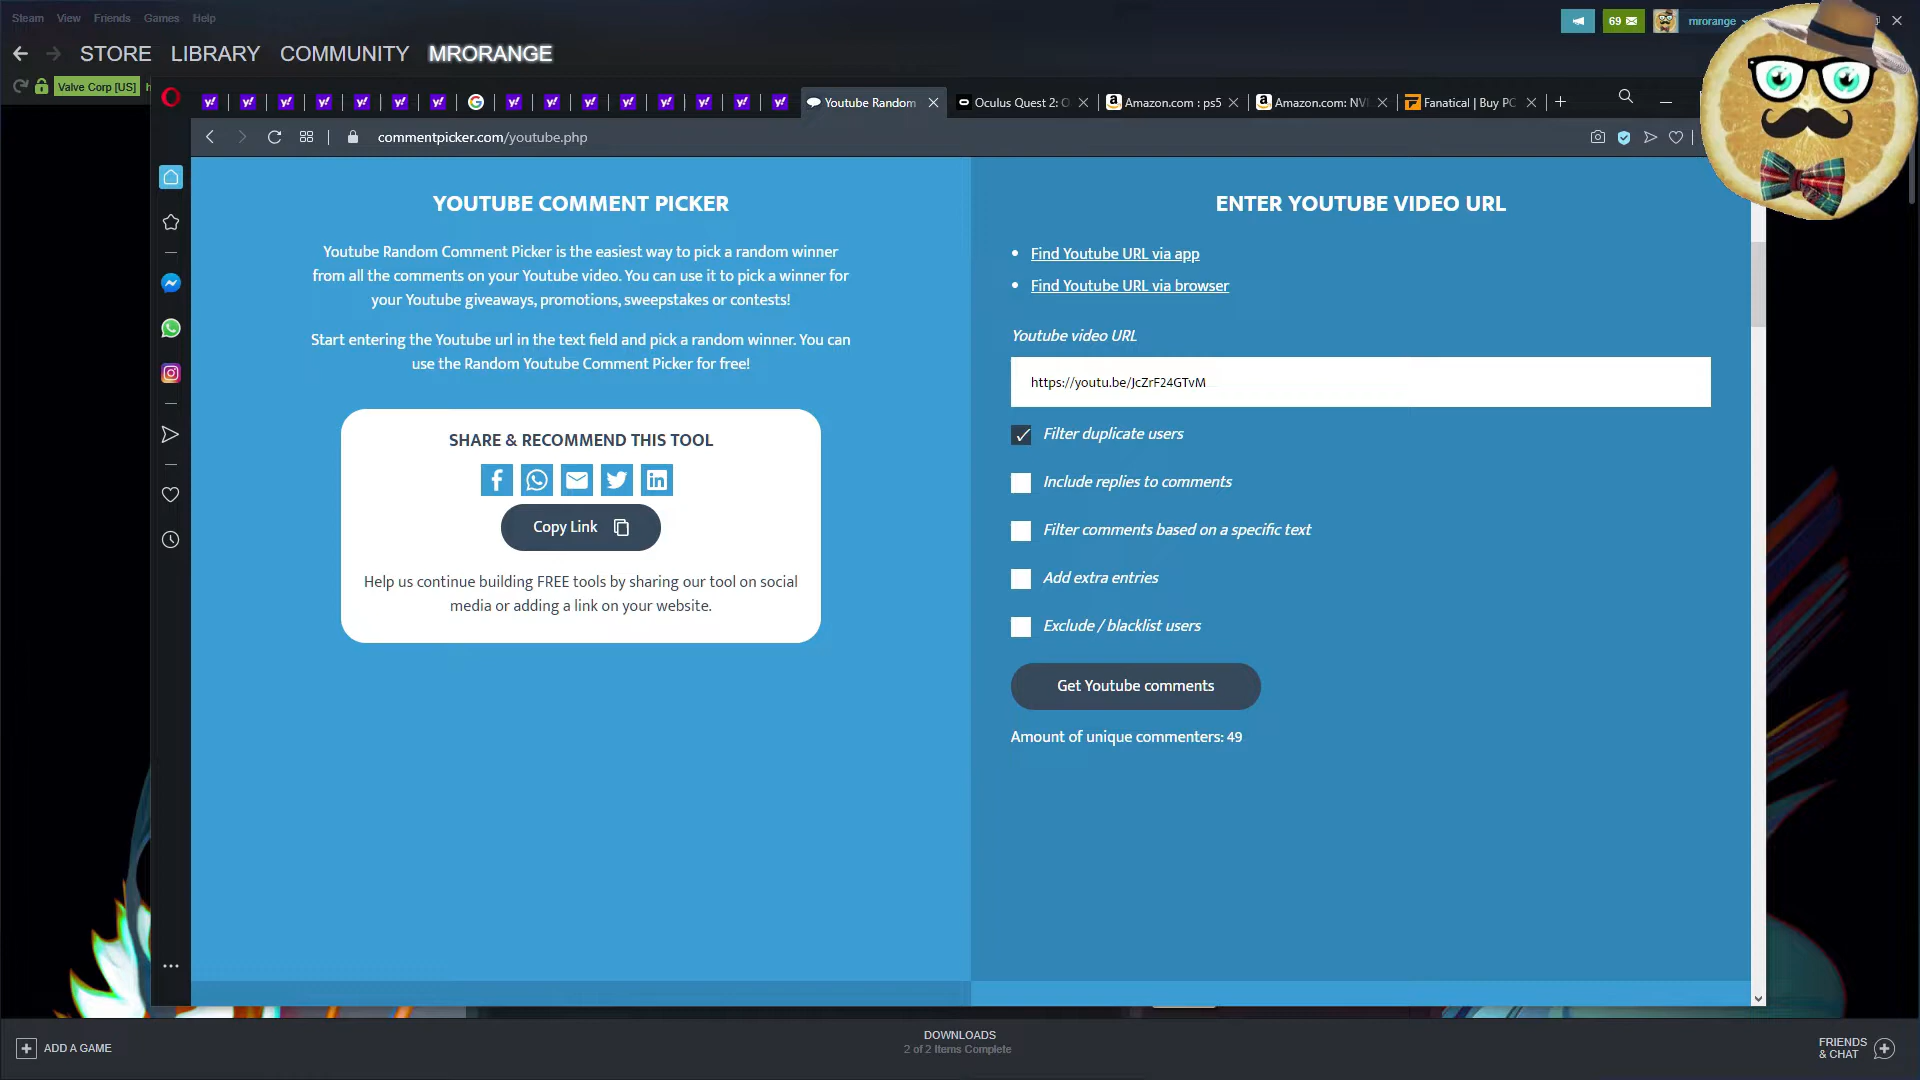 Steam View Friends Games Help
69
mrorange
STORE LIBRARY COMMUNITY MRORANGE
Valve Corp [US]
Youtube Random
Oculus Quest 2: O
Amazon.com : ps5
Amazon.com: NVI
Fanatical | Buy PC
commentpicker.com/youtube.php
YOUTUBE COMMENT PICKER
Youtube Random Comment Picker is the easiest way to pick a random winner
from all the comments on your Youtube video. You can use it to pick a winner for
your Youtube giveaways, promotions, sweepstakes or contests!
Start entering the Youtube url in the text field and pick a random winner. You can
use the Random Youtube Comment Picker for free!
SHARE & RECOMMEND THIS TOOL
Copy Link
Help us continue building FREE tools by sharing our tool on social
media or adding a link on your website.
ENTER YOUTUBE VIDEO URL
• Find Youtube URL via app
• Find Youtube URL via browser
Youtube video URL
https://youtu.be/JcZrF24GTvM
Filter duplicate users
Include replies to comments
Filter comments based on a specific text
Add extra entries
Exclude / blacklist users
Get Youtube comments
Amount of unique commenters: 49
ADD A GAME
DOWNLOADS
2 of 2 Items Complete
FRIENDS
& CHAT